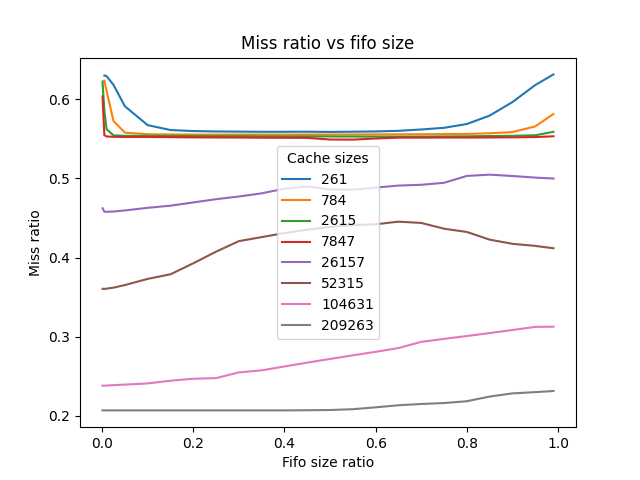 Miss ratio vs fifo size
0.6
0.5
0.4
0.3
0.2
Miss ratio
Cache sizes
261
784
2615
7847
26157
52315
104631
209263
0.0 0.2 0.4 0.6 0.8 1.0
Fifo size ratio